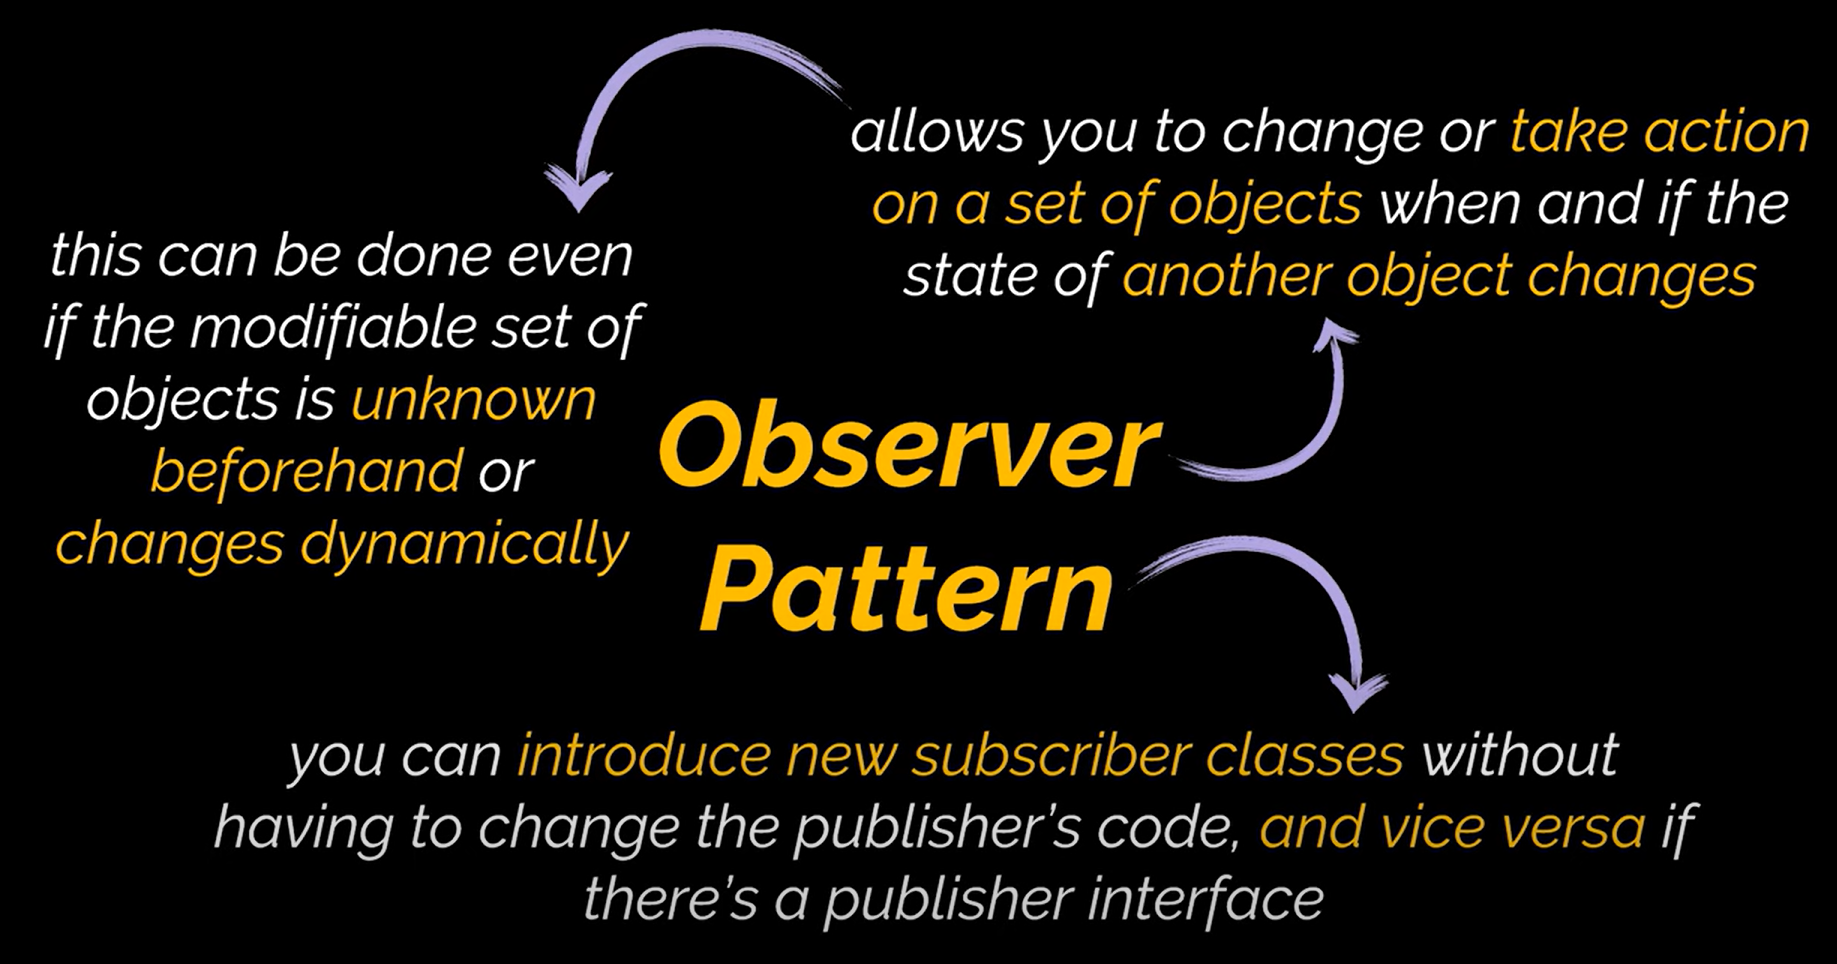 allows you to change or take action
on a set of objects when and if the
state of another object changes
this can be done even
if the modifiable set of
objects is unknown
beforehand or
changes dynamically
Observer
Pattern
you can introduce new subscriber classes without
having to change the publisher's code, and vice versa if
there's a publisher interface